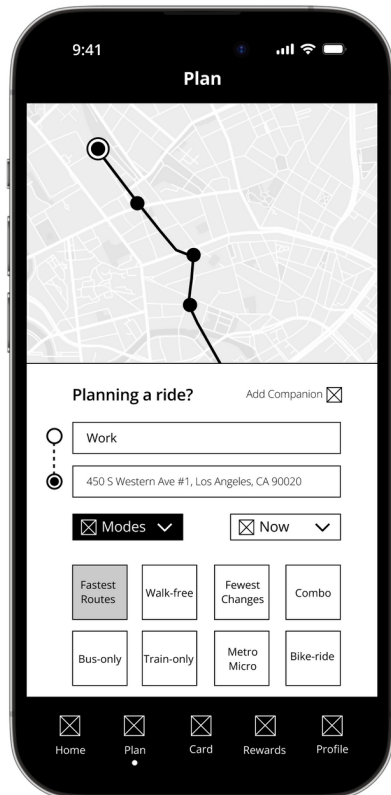 9:41
Plan
Planning a ride?
Add Companion
Work
450 S Western Ave #1, Los Angeles, CA 90020
Modes
Now
Fastest
Routes
Walk-free
Fewest
Changes
Combo
Bus-only
Train-only
Metro
Micro
Bike-ride
Home
Plan
Card
Rewards
Profile